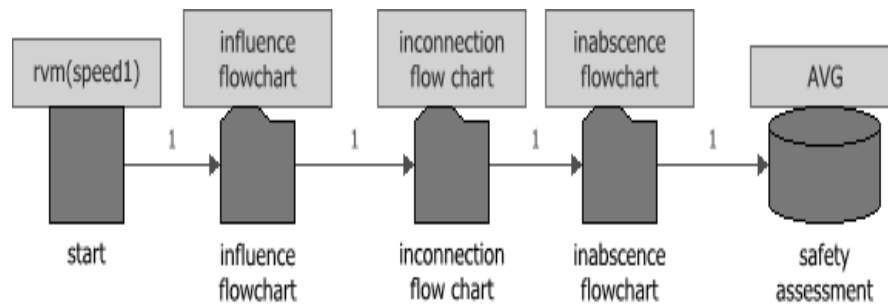 rvm(speed1)
influence
flowchart
inconnection
flow chart
inabscence
flowchart
AVG
1
1
1
1
start
influence
flowchart
inconnection
flow chart
inabscence
flowchart
safety
assessment